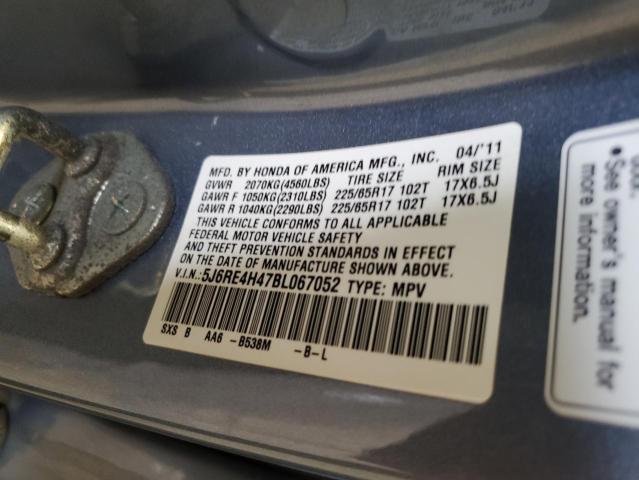 MFD. BY HONDA OF AMERICA MFG., INC. 04/'11
GVWR 2070KG(4560LBS) TIRE SIZE RIM SIZE
GAWR F 1050KG(2310LBS) 225/65R17 102T 17X6.5J
GAWR R 1040KG(2290LBS) 225/65R17 102T 17X6.5J
THIS VEHICLE CONFORMS TO ALL APPLICABLE
FEDERAL MOTOR VEHICLE SAFETY
AND THEFT PREVENTION STANDARDS IN EFFECT
ON THE DATE OF MANUFACTURE SHOWN ABOVE.
V.I.N.: 5J6RE4H47BL067052 TYPE: MPV
SXS B AA6 -B538M -B-L
• See owner's manual for
more information.